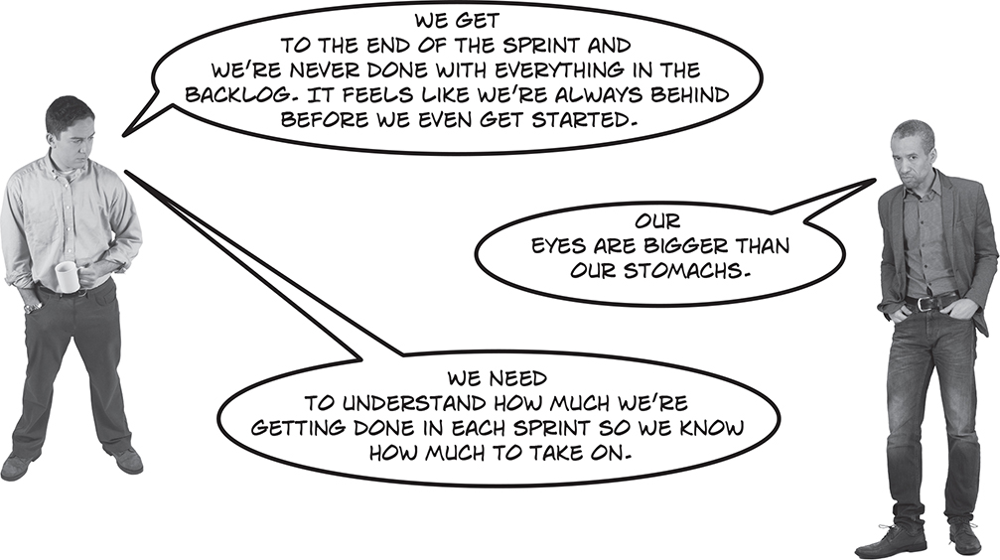 WE GET
TO THE END OF THE SPRINT AND
WE'RE NEVER DONE WITH EVERYTHING IN THE
BACKLOG. IT FEELS LIKE WE'RE ALWAYS BEHIND
BEFORE WE EVEN GET STARTED.
OUR
EYES ARE BIGGER THAN
OUR STOMACHS.
WE NEED
TO UNDERSTAND HOW MUCH WE'RE
GETTING DONE IN EACH SPRINT SO WE KNOW
HOW MUCH TO TAKE ON.